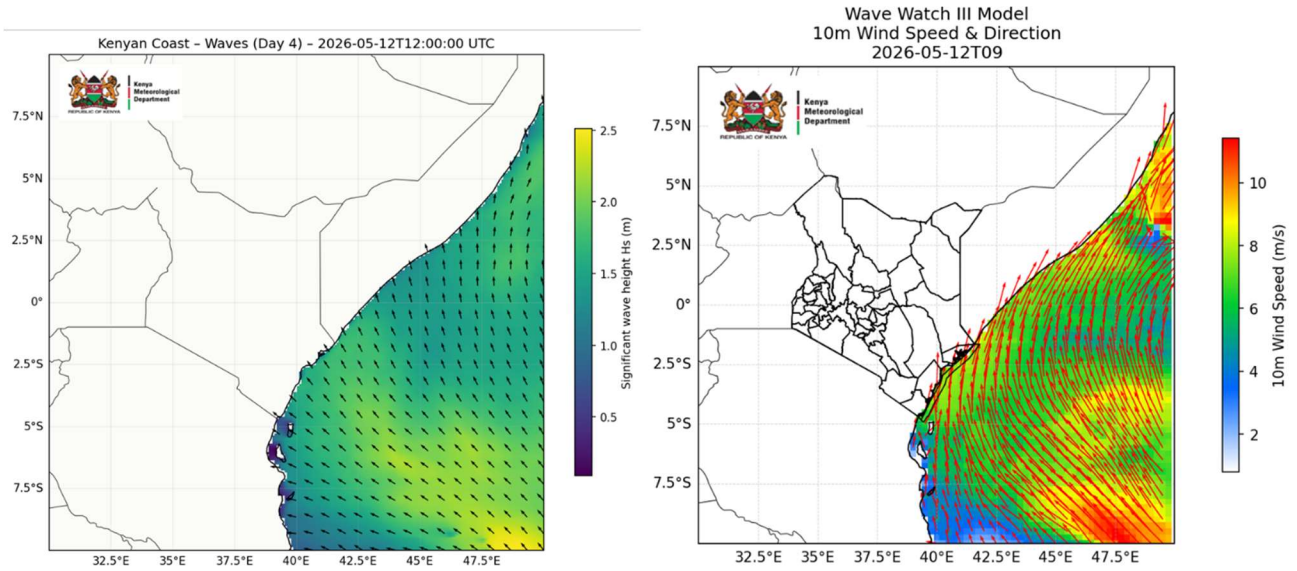 Kenyan Coast – Waves (Day 4) – 2026-05-12T12:00:00 UTC
Kenya
Meteorological
Department
REPUBLIC OF KENYA
7.5°N
5°N
2.5°N
0°
2.5°S
5°S
7.5°S
32.5°E 35°E 37.5°E 40°E 42.5°E 45°E 47.5°E
2.5
2.0
1.5
1.0
0.5
Significant wave height Hs (m)
Wave Watch III Model
10m Wind Speed & Direction
2026-05-12T09
Kenya
Meteorological
Department
REPUBLIC OF KENYA
7.5°N
5°N
2.5°N
0°
2.5°S
5°S
7.5°S
32.5°E 35°E 37.5°E 40°E 42.5°E 45°E 47.5°E
10
8
6
4
2
10m Wind Speed (m/s)